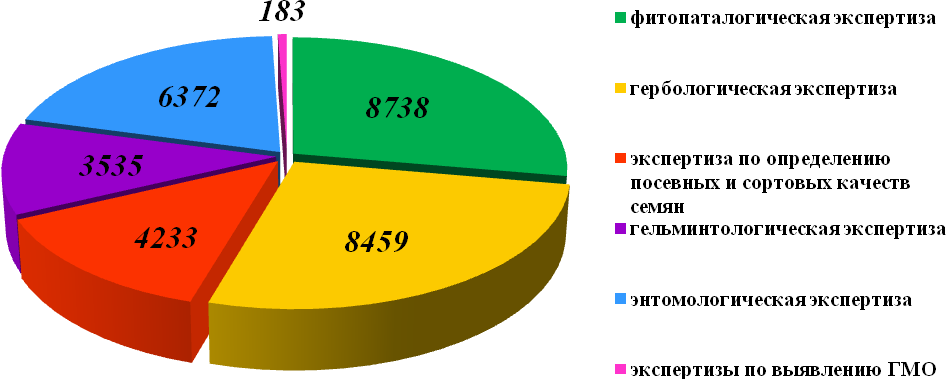 183
8738
6372
3535
4233
8459
фитопаталогическая экспертиза
гербологическая экспертиза
экспертиза по определению
посевных и сортовых качеств
семян
гельминтологическая экспертиза
энтомологическая экспертиза
экспертизы по выявлению ГМО